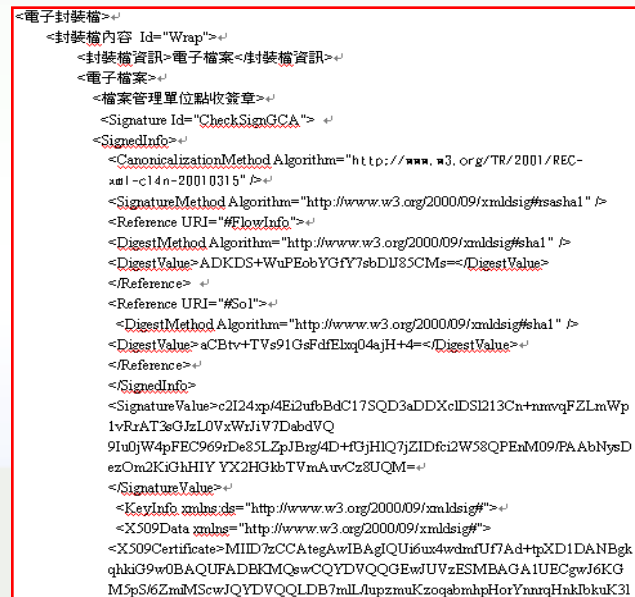 <電子封裝檔>↵
<封裝檔內容 Id="Wrap">↵
<封裝檔資訊>電子檔案</封裝檔資訊>↵
<電子檔案>↵
<檔案管理單位點收簽章>↵
<Signature Id="CheckSignGCA"> ↵
<SignedInfo>↵
<CanonicalizationMethod Algorithm="http://www.w3.org/TR/2001/REC-
xml-c14n-20010315" />↵
<SignatureMethod Algorithm="http://www.w3.org/2000/09/xmldsig#rsasha1" />
<Reference URI="#FlowInfo">↵
<DigestMethod Algorithm="http://www.w3.org/2000/09/xmldsig#sha1" />
<DigestValue>ADKDS+WuPEobYGfY7sbDlJ85CMs=</DigestValue>
</Reference> ↵
<Reference URI="#Sol">↵
<DigestMethod Algorithm="http://www.w3.org/2000/09/xmldsig#sha1" />
<DigestValue>aCBtv+TVs91GsFdfElxq04ajH+4=</DigestValue>↵
</Reference>↵
</SignedInfo>
<SignatureValue>c2I24xp/4Ei2ufbBdC17SQD3aDDXclDSl213Cn+nmvqFZLmWp
1vRrAT3sGJzL0VxWrJiV7DabdVQ
9Iu0jW4pFEC969rDe85LZpJBrg/4D+fGjHlQ7jZIDfci2W58QPEnM09/PAAbNysD
ezOm2KiGhHIY YX2HGkbTVmAuvCz8UQM=↵
</SignatureValue>↵
<KeyInfo xmlns:ds="http://www.w3.org/2000/09/xmldsig#">↵
<X509Data xmlns="http://www.w3.org/2000/09/xmldsig#">
<X509Certificate>MIID7zCCAtegAwIBAgIQUi6ux4wdmfUf7Ad+tpXD1DANBgk
qhkiG9w0BAQUFADBKMQswCQYDVQQGEwJUVzESMBAGA1UECgwJ6KG
M5pS/6ZmiMScwJQYDVQQLDB7mlL/lupzmuKzoqabmhpHorYnnrqHnklbkuK3l